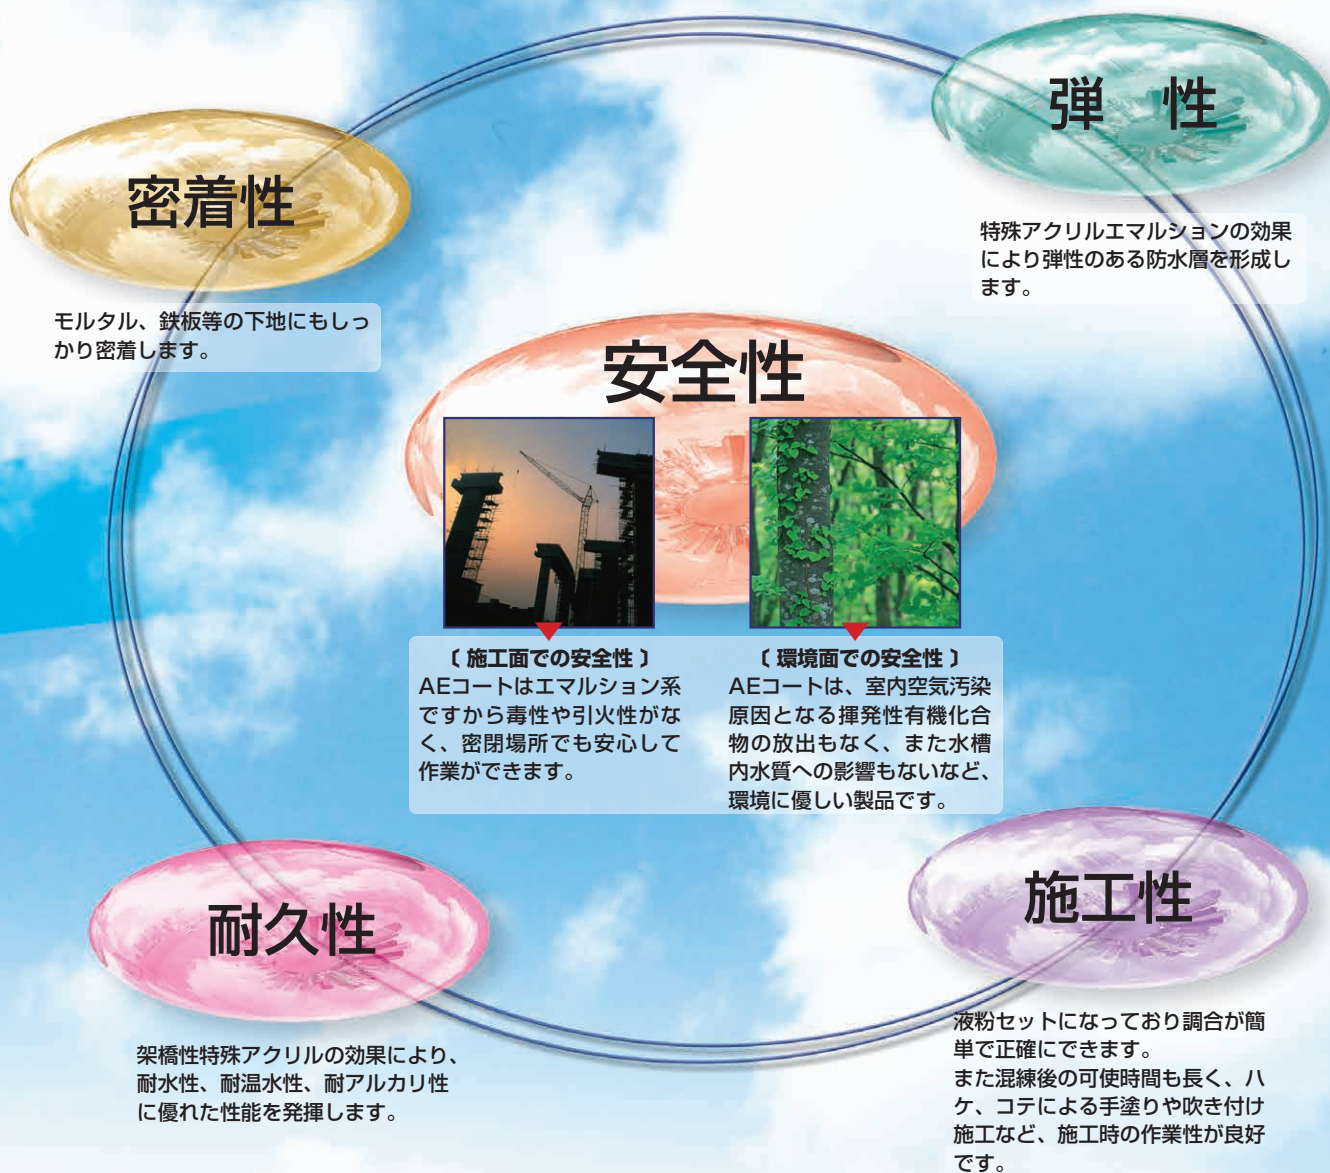 密着性
モルタル、鉄板等の下地にもしっ
かり密着します。
弾　性
特殊アクリルエマルションの効果
により弾性のある防水層を形成し
ます。
安全性
〔 施工面での安全性 〕
AEコートはエマルション系
ですから毒性や引火性がな
く、密閉場所でも安心して
作業ができます。
〔 環境面での安全性 〕
AEコートは、室内空気汚染
原因となる揮発性有機化合
物の放出もなく、また水槽
内水質への影響もないなど、
環境に優しい製品です。
耐久性
架橋性特殊アクリルの効果により、
耐水性、耐温水性、耐アルカリ性
に優れた性能を発揮します。
施工性
液粉セットになっており調合が簡
単で正確にできます。
また混練後の可使時間も長く、ハ
ケ、コテによる手塗りや吹き付け
施工など、施工時の作業性が良好
です。